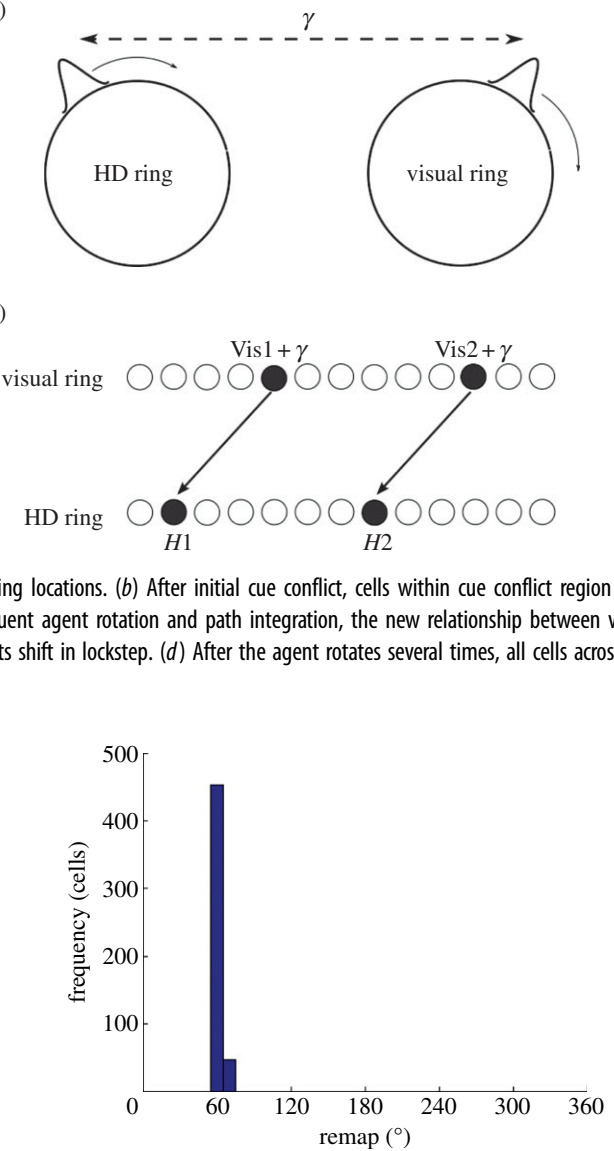 )
γ
HD ring
visual ring
)
Vis1 + γ
Vis2 + γ
visual ring
HD ring
H1
H2
ing locations. (b) After initial cue conflict, cells within cue conflict region
uent agent rotation and path integration, the new relationship between v
ts shift in lockstep. (d) After the agent rotates several times, all cells acros
500
400
300
200
100
frequency (cells)
0 60 120 180 240 300 360
remap (°)